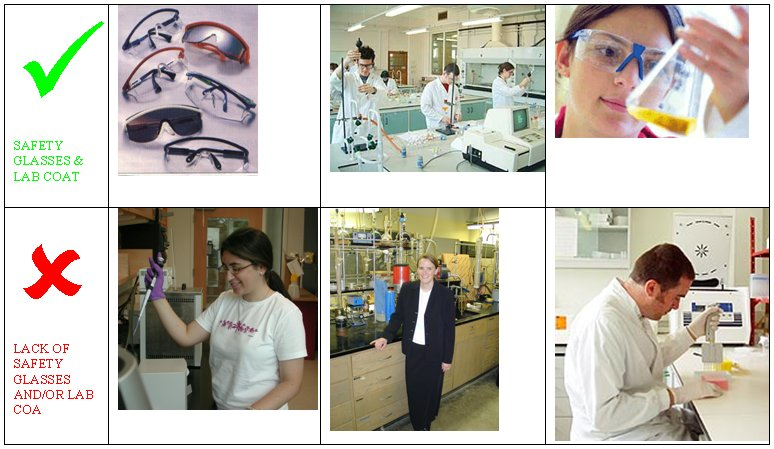 SAFETY
GLASSES &
LAB COAT
LACK OF
SAFETY
GLASSES
AND/OR LAB
COA